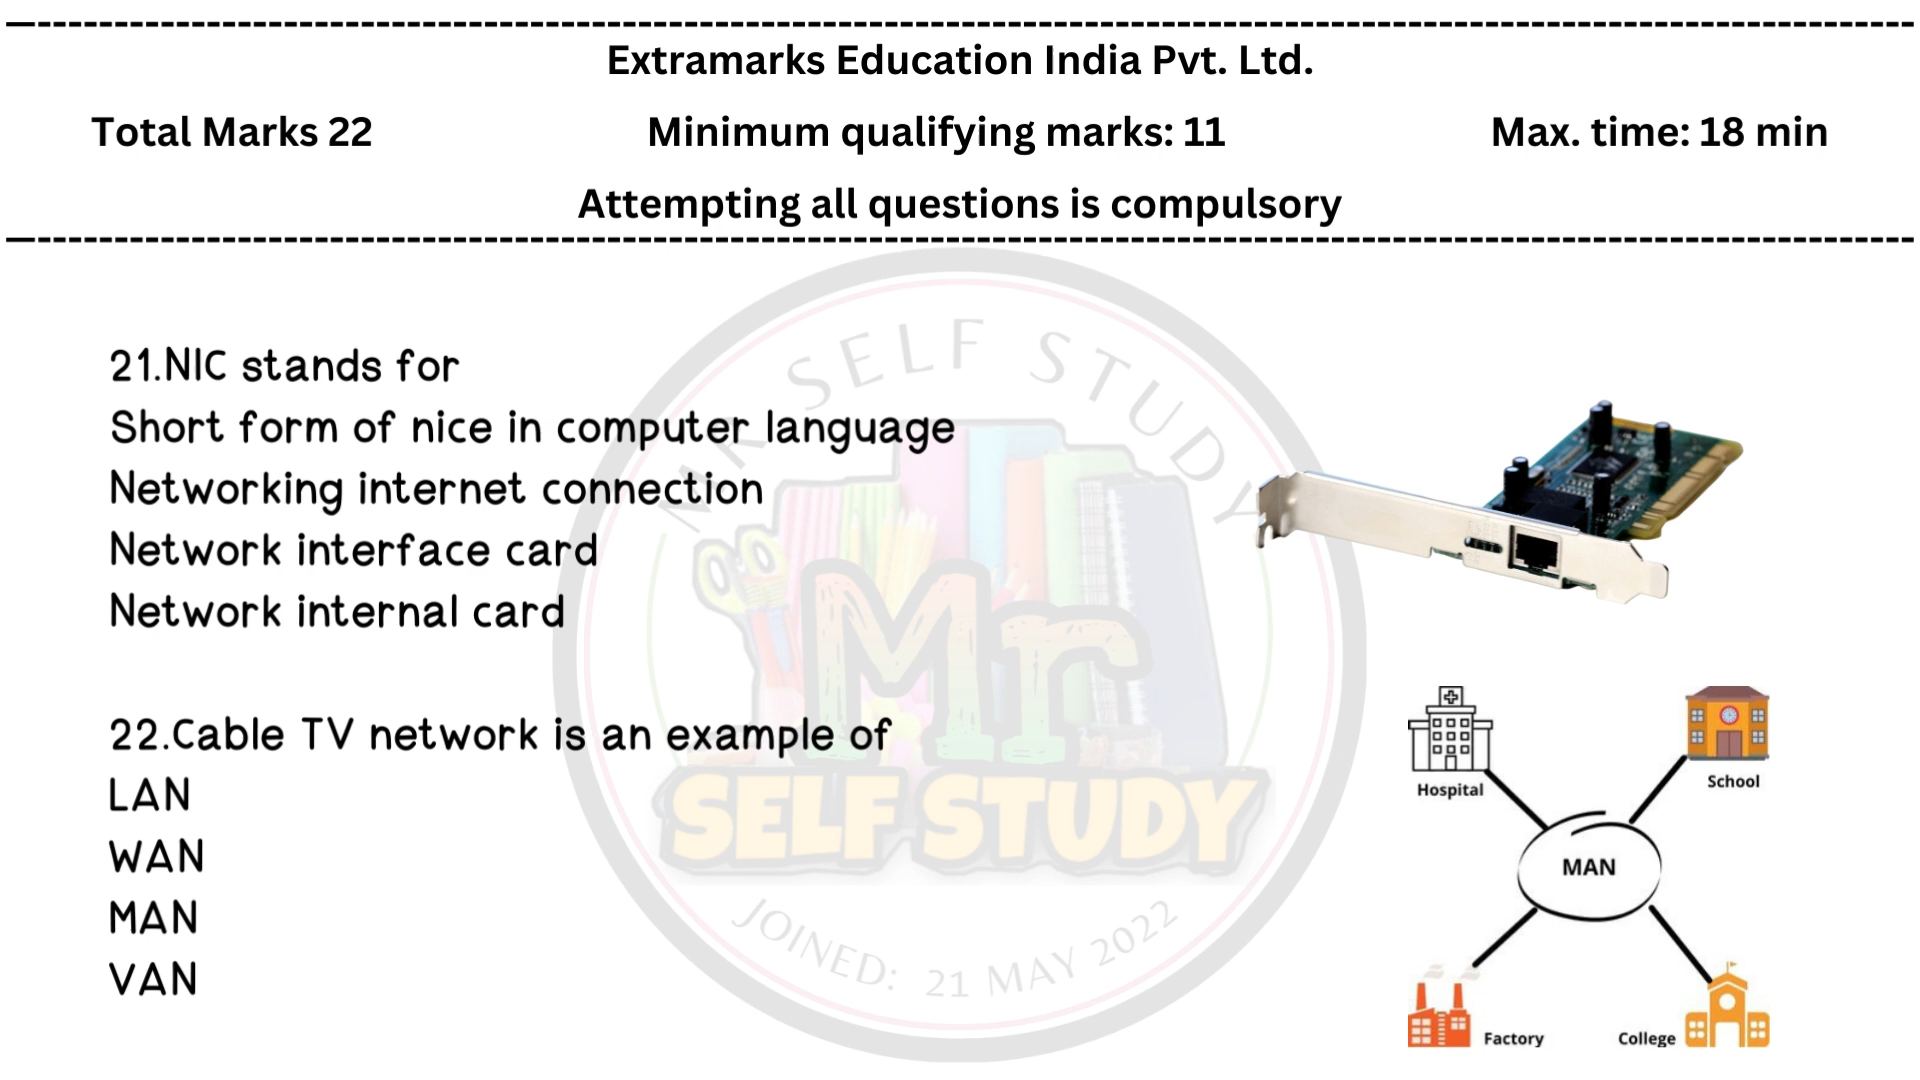 Extramarks Education India Pvt. Ltd.
Total Marks 22 Minimum qualifying marks: 11 Max. time: 18 min
Attempting all questions is compulsory
21.NIC stands for
Short form of nice in computer language
Networking internet connection
Network interface card
Network internal card
22.Cable TV network is an example of
LAN
WAN
MAN
VAN
Hospital
School
MAN
Factory
College
MR SELF STUDY
Mr
SELF STUDY
JOINED: 21 MAY 2022